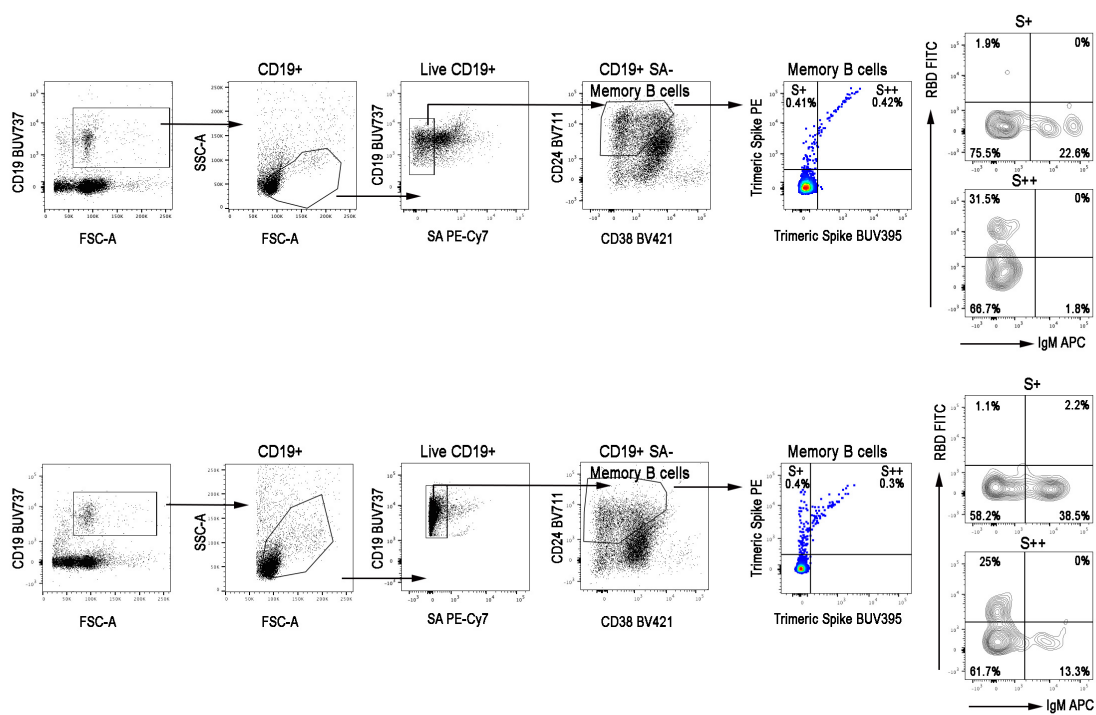 S+
CD19+
Live CD19+
CD19+ SA-
Memory B cells
Memory B cells
CD19 BUV737
SSC-A
CD19 BUV737
CD24 BV711
Trimeric Spike PE
S+
0.41%
S++
0.42%
RBD FITC
1.9%
0%
75.5%
22.6%
S++
31.5%
0%
66.7%
1.8%
FSC-A
FSC-A
SA PE-Cy7
CD38 BV421
Trimeric Spike BUV395
IgM APC
S+
CD19+
Live CD19+
CD19+ SA-
Memory B cells
Memory B cells
CD19 BUV737
SSC-A
CD19 BUV737
CD24 BV711
Trimeric Spike PE
S+
0.4%
S++
0.3%
RBD FITC
1.1%
2.2%
58.2%
38.5%
S++
25%
0%
61.7%
13.3%
FSC-A
FSC-A
SA PE-Cy7
CD38 BV421
Trimeric Spike BUV395
IgM APC